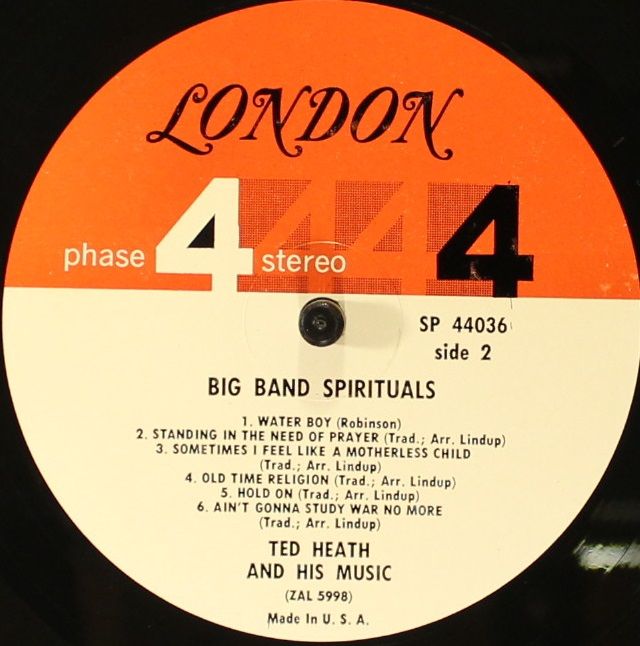 LONDON
phase 4 stereo 4 4 4
SP 44036
side 2
BIG BAND SPIRITUALS
1. WATER BOY (Robinson)
2. STANDING IN THE NEED OF PRAYER (Trad.; Arr. Lindup)
3. SOMETIMES I FEEL LIKE A MOTHERLESS CHILD
(Trad.; Arr. Lindup)
4. OLD TIME RELIGION (Trad.; Arr. Lindup)
5. HOLD ON (Trad.; Arr. Lindup)
6. AIN'T GONNA STUDY WAR NO MORE
(Trad.; Arr. Lindup)
TED HEATH
AND HIS MUSIC
(ZAL 5998)
Made In U. S. A.